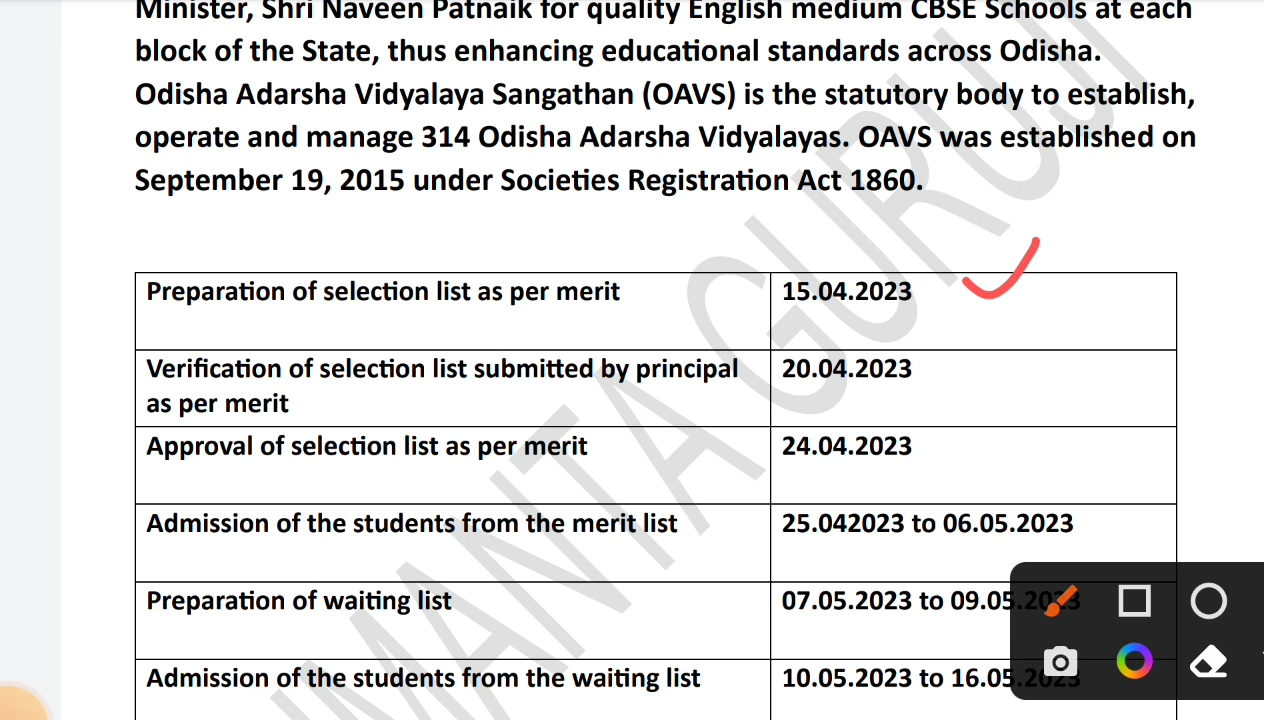 Minister, Shri Naveen Patnaik for quality English medium CBSE Schools at each
block of the State, thus enhancing educational standards across Odisha.
Odisha Adarsha Vidyalaya Sangathan (OAVS) is the statutory body to establish,
operate and manage 314 Odisha Adarsha Vidyalayas. OAVS was established on
September 19, 2015 under Societies Registration Act 1860.
Preparation of selection list as per merit 15.04.2023
Verification of selection list submitted by principal 20.04.2023
as per merit
Approval of selection list as per merit 24.04.2023
Admission of the students from the merit list 25.042023 to 06.05.2023
Preparation of waiting list 07.05.2023 to 09.05.2023
Admission of the students from the waiting list 10.05.2023 to 16.05.2023
MANTA GURUJI